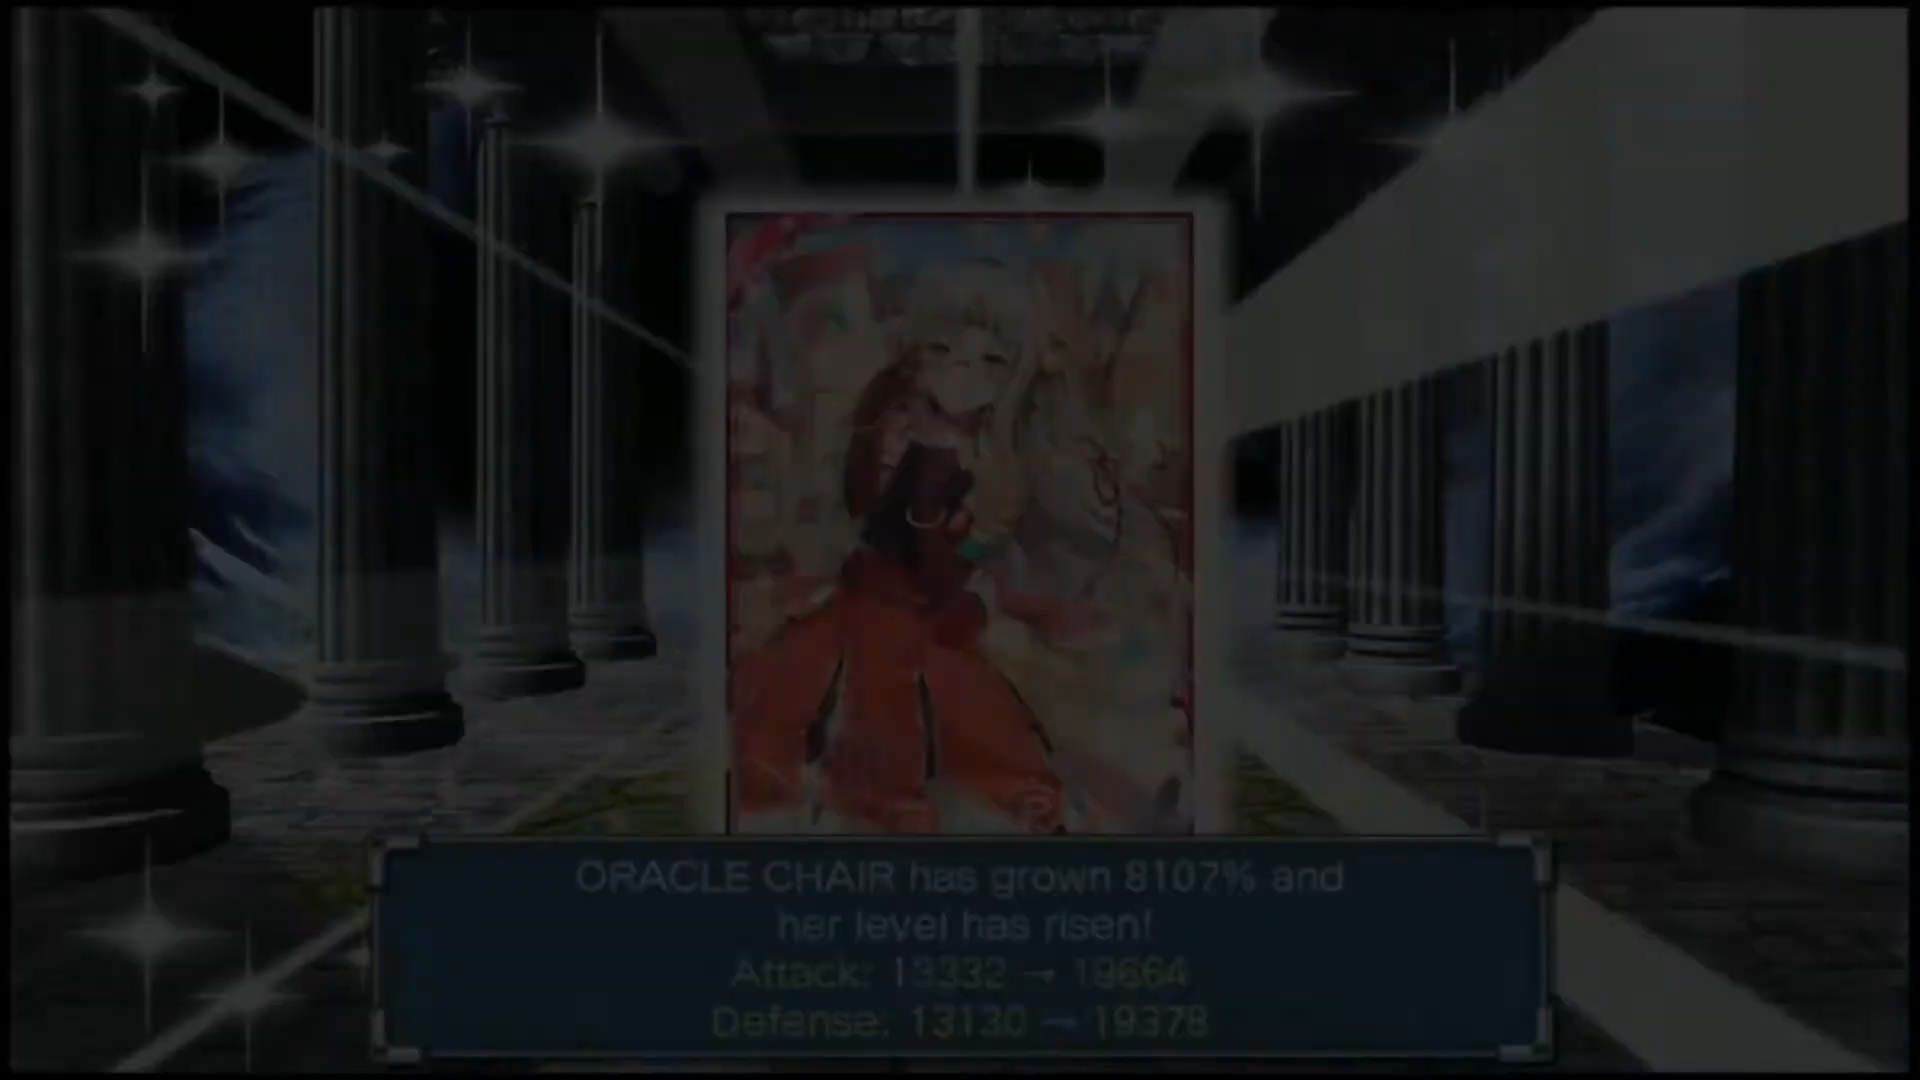 ORACLE CHAIR has grown 8107% and
her level has risen!
Attack: 13332 → 19664
Defense: 13130 → 19378